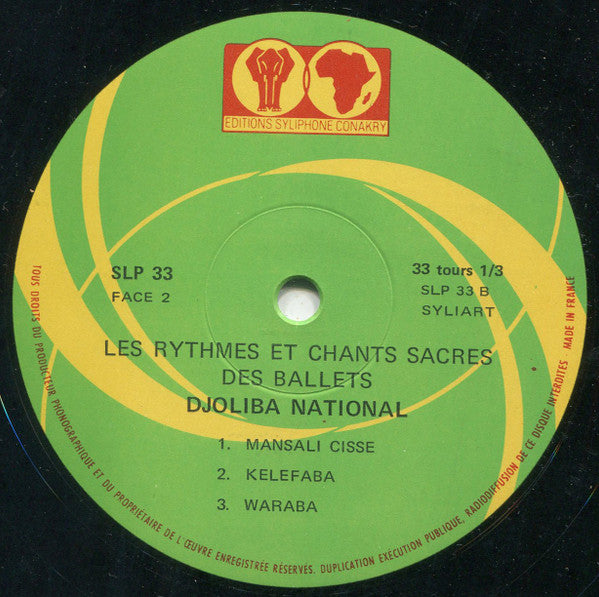 EDITIONS SYLIPHONE CONAKRY
SLP 33
FACE 2
33 tours 1/3
SLP 33 B
SYLIART
LES RYTHMES ET CHANTS SACRES
DES BALLETS
DJOLIBA NATIONAL
1. MANSALI CISSE
2. KELEFABA
3. WARABA
TOUS DROITS DU PRODUCTEUR PHONOGRAPHIQUE ET DU PROPRIÉTAIRE DE L'ŒUVRE ENREGISTRÉE RÉSERVÉS. DUPLICATION EXÉCUTION PUBLIQUE, RADIODIFFUSION DE CE DISQUE INTERDITES MADE IN FRANCE